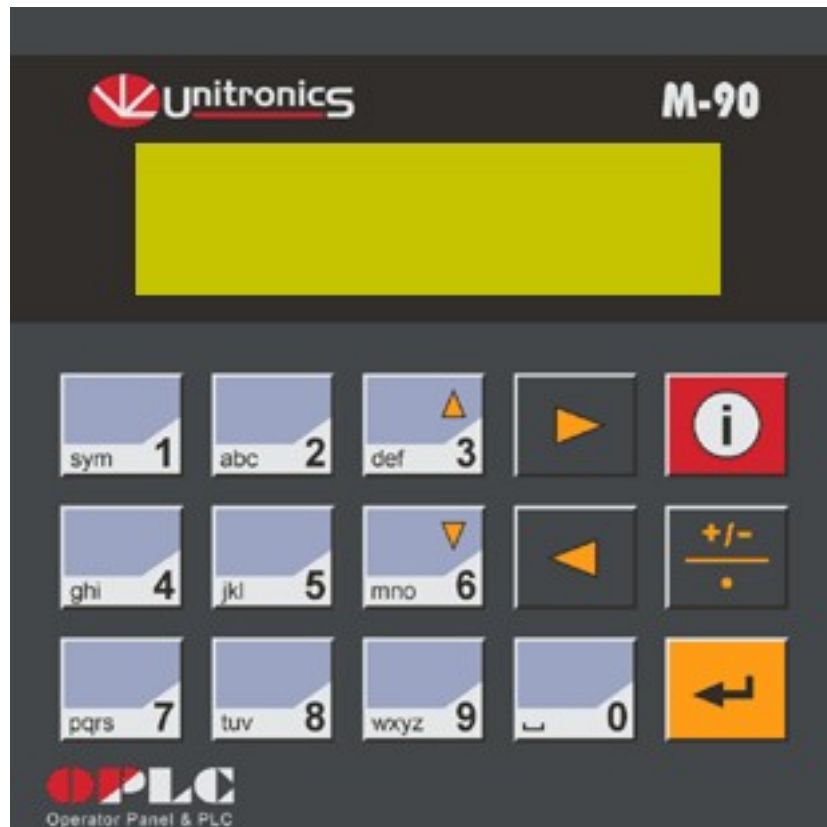 Unitronics M-90
sym 1 abc 2 def 3 i
ghi 4 jkl 5 mno 6 +/-
pqrs 7 tuv 8 wxyz 9 0
OPLC
Operator Panel & PLC